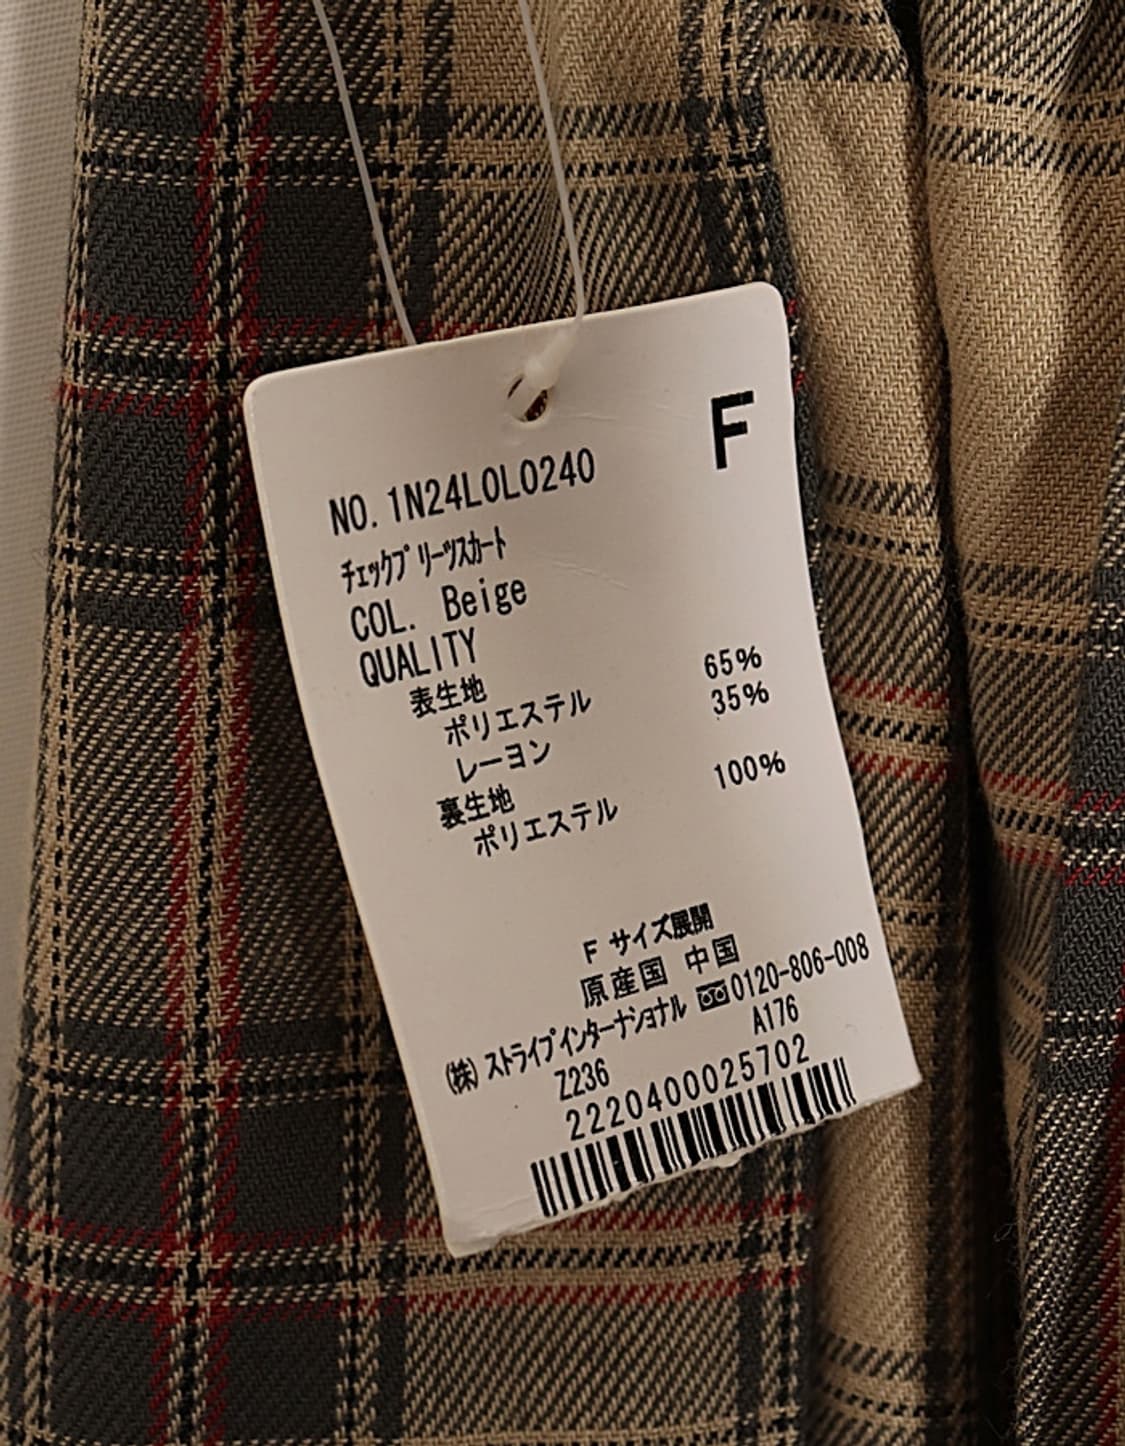 F
NO. 1N24L0L0240
ﾁｪｯｸﾌﾟﾘｰﾂｽｶｰﾄ
COL. Beige
QUALITY
表生地
ポリエステル 65%
レーヨン 35%
裏生地
ポリエステル 100%
F サイズ展開
原産国 中国
(株) ｽﾄﾗｲﾌﾟｲﾝﾀｰﾅｼｮﾅﾙ 0120-806-008
Z236 A176
2220400025702